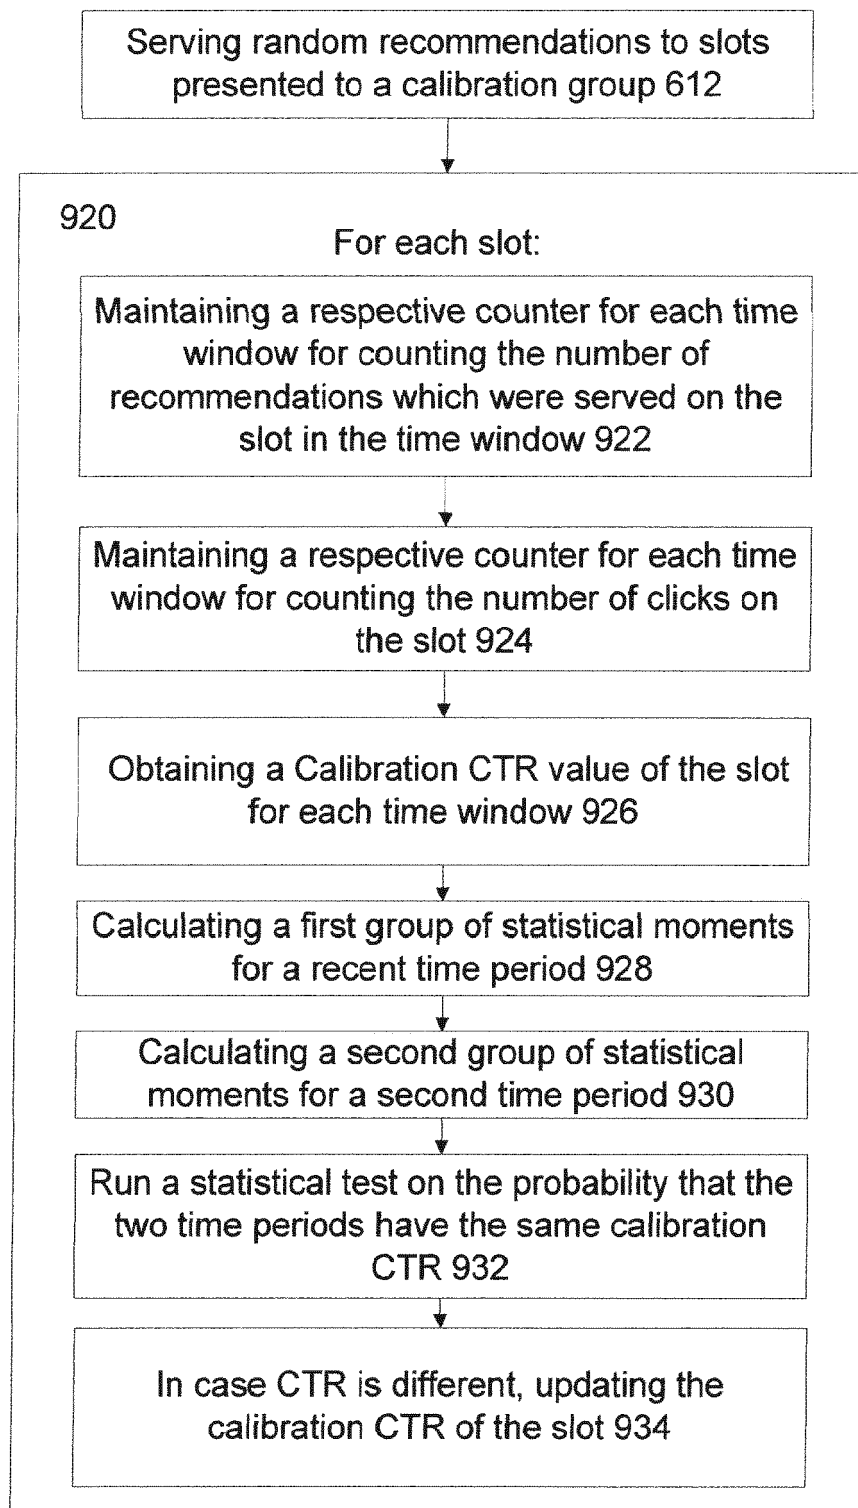 Serving random recommendations to slots
presented to a calibration group 612
920
For each slot:
Maintaining a respective counter for each time
window for counting the number of
recommendations which were served on the
slot in the time window 922
Maintaining a respective counter for each time
window for counting the number of clicks on
the slot 924
Obtaining a Calibration CTR value of the slot
for each time window 926
Calculating a first group of statistical moments
for a recent time period 928
Calculating a second group of statistical
moments for a second time period 930
Run a statistical test on the probability that the
two time periods have the same calibration
CTR 932
In case CTR is different, updating the
calibration CTR of the slot 934